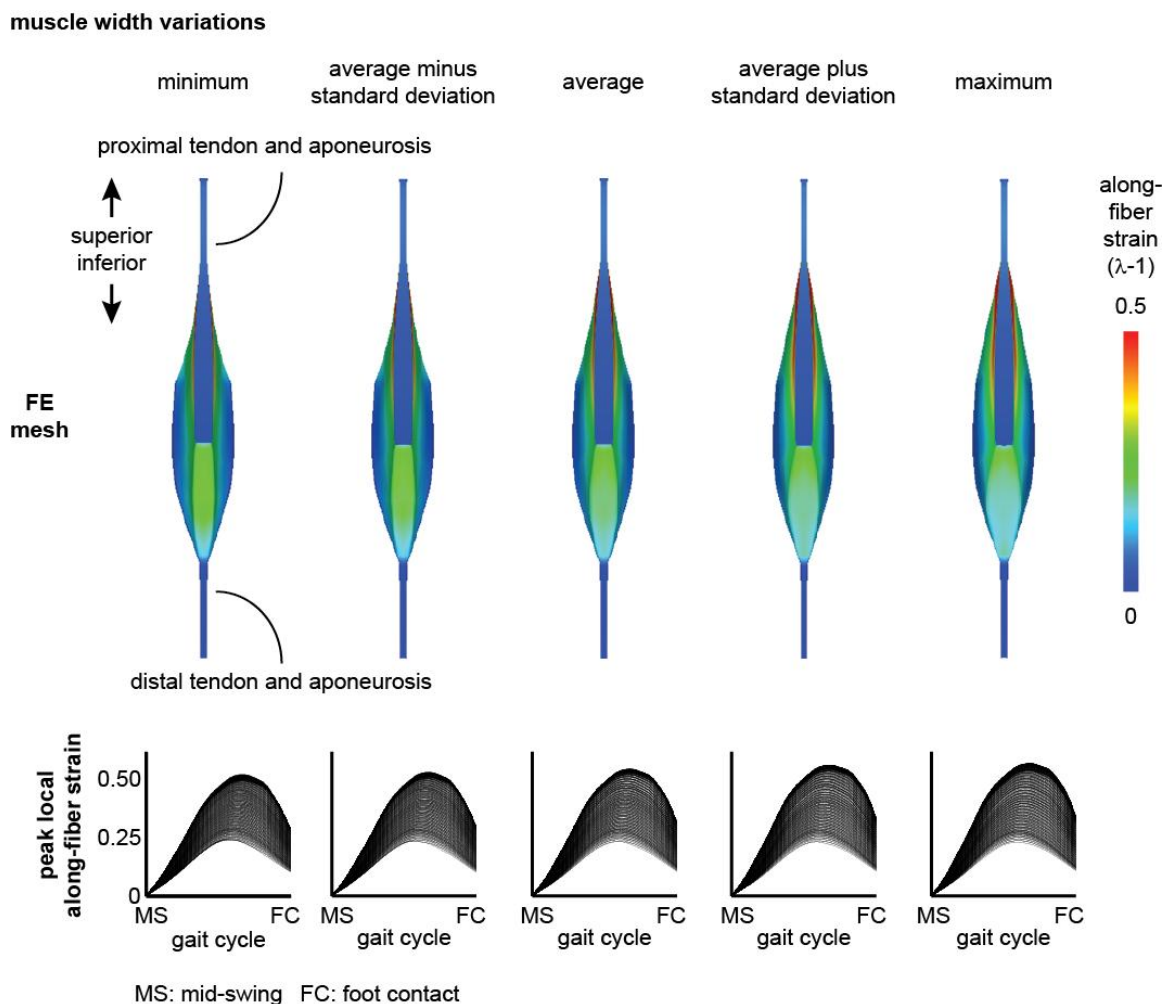 muscle width variations
minimum
average minus
standard deviation
average
average plus
standard deviation
maximum
proximal tendon and aponeurosis
superior
inferior
along-
fiber
strain
(λ-1)
0.5
FE
mesh
0
distal tendon and aponeurosis
peak local
along-fiber strain
0.50
0.25
0
MS FC
gait cycle
MS FC
gait cycle
MS FC
gait cycle
MS FC
gait cycle
MS FC
gait cycle
MS: mid-swing FC: foot contact